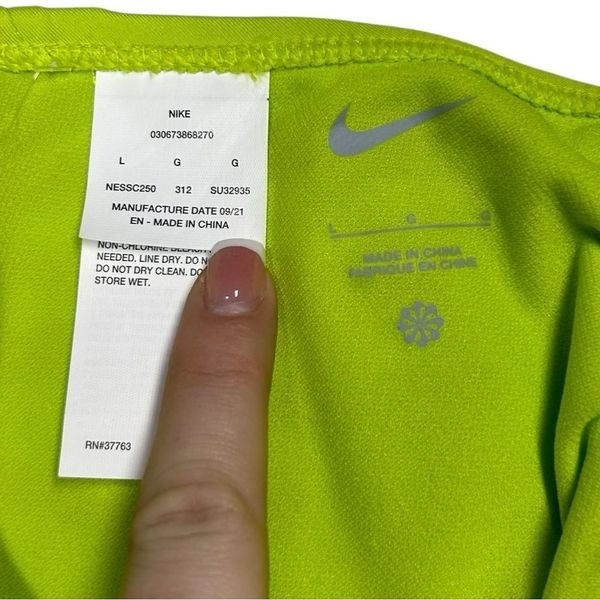 NIKE
030673868270
L G G
NESSC250 312 SU32935
MANUFACTURE DATE 09/21
EN - MADE IN CHINA
NON-CHLORINE
NEEDED. LINE DRY. DO
DO NOT DRY CLEAN. DO
STORE WET.
RN#37763
L G G
MADE IN CHINA
FABRIQUE EN CHINE